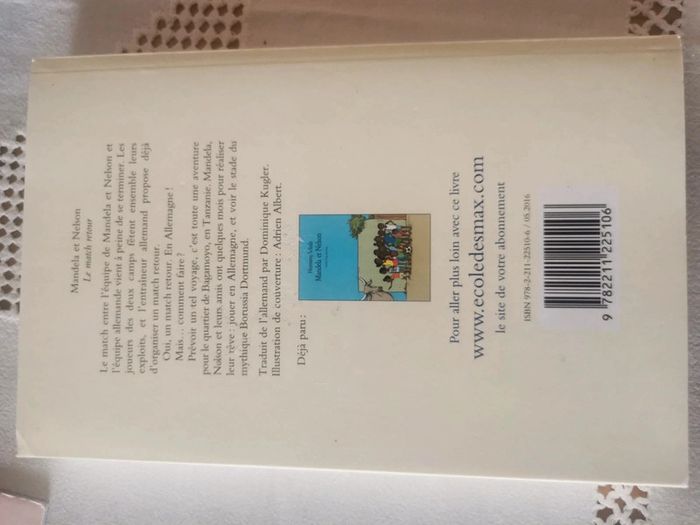 Mandela et Nelson
Le match retour
Le match entre l'équipe de Mandela et Nelson et
l'équipe allemande vient à peine de se terminer. Les
joueurs des deux camps fêtent ensemble leurs
exploits, et l'entraîneur allemand propose déjà
d'organiser un match retour.
Oui, un match retour. En Allemagne !
Mais… comment faire ?
Prévoir un tel voyage, c'est toute une aventure
pour le quartier de Bagamoyo, en Tanzanie. Mandela,
Nelson et leurs amis ont quelques mois pour réaliser
leur rêve : jouer en Allemagne, et voir le stade du
mythique Borussia Dortmund.
Traduit de l'allemand par Dominique Kugler.
Illustration de couverture : Adrien Albert.
Déjà paru :
Hermann Schulz
Mandela et Nelson
Pour aller plus loin avec ce livre
www.ecoledesmax.com
le site de votre abonnement
ISBN 978-2-211-22510-6 / 05.2016
9 782211 225106